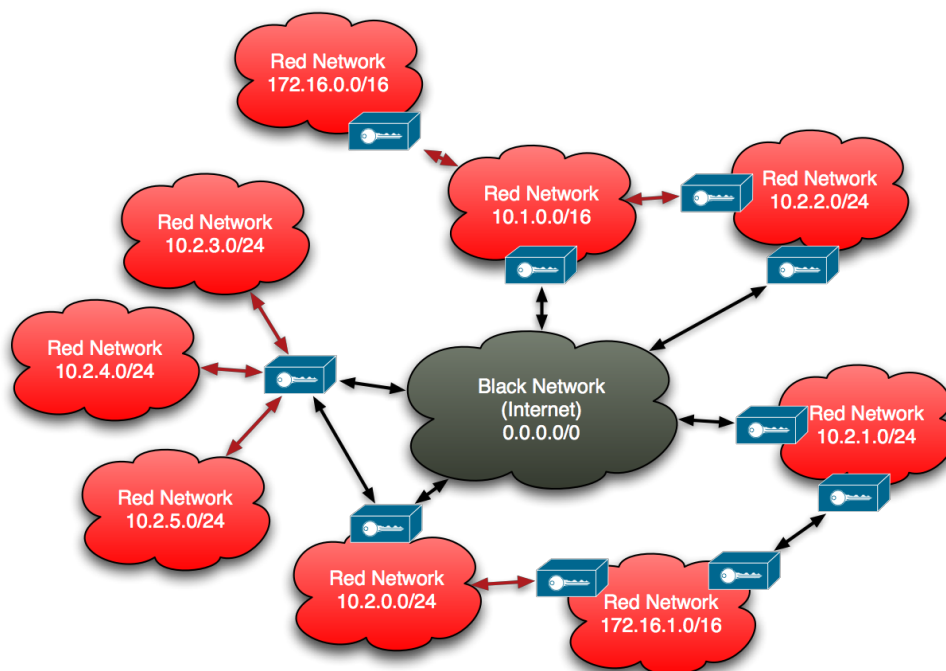 Red Network
172.16.0.0/16
Red Network
10.1.0.0/16
Red Network
10.2.2.0/24
Red Network
10.2.3.0/24
Red Network
10.2.4.0/24
Black Network
(Internet)
0.0.0.0/0
Red Network
10.2.1.0/24
Red Network
10.2.5.0/24
Red Network
10.2.0.0/24
Red Network
172.16.1.0/16